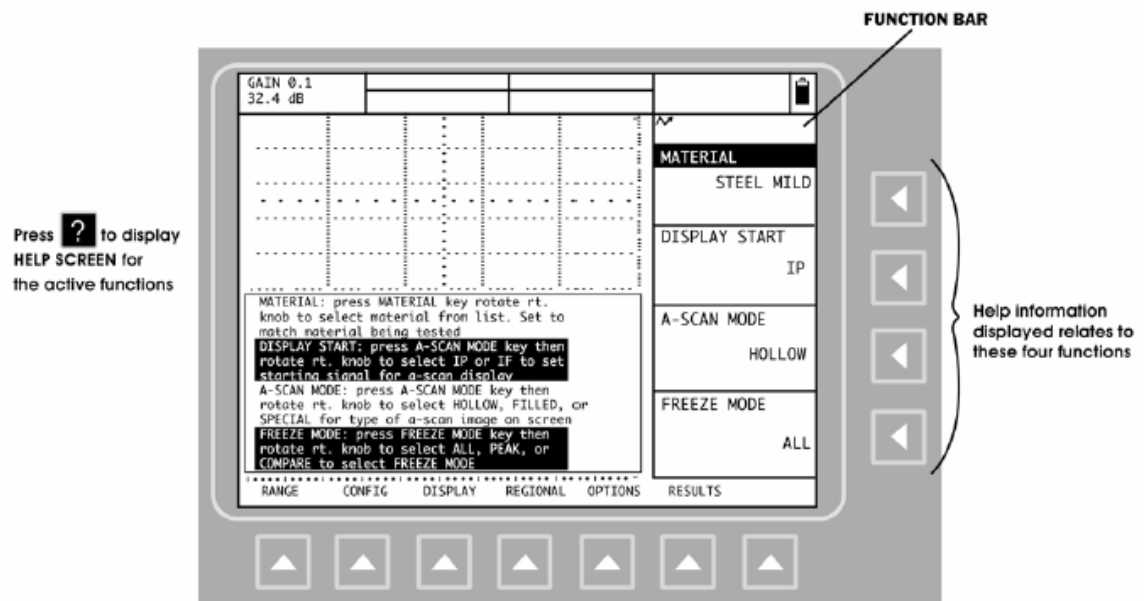 FUNCTION BAR
GAIN 0.1
32.4 dB
MATERIAL
STEEL MILD
DISPLAY START
IP
A-SCAN MODE
HOLLOW
FREEZE MODE
ALL
Press ? to display
HELP SCREEN for
the active functions
MATERIAL: press MATERIAL key rotate rt.
knob to select material from list. Set to
match material being tested
DISPLAY START: press A-SCAN MODE key then
rotate rt. knob to select IP or IF to set
starting signal for a-scan display
A-SCAN MODE: press A-SCAN MODE key then
rotate rt. knob to select HOLLOW, FILLED, or
SPECIAL for type of a-scan image on screen
FREEZE MODE: press FREEZE MODE key then
rotate rt. knob to select ALL, PEAK, or
COMPARE to select FREEZE MODE
RANGE CONFIG DISPLAY REGIONAL OPTIONS RESULTS
Help information
displayed relates to
these four functions